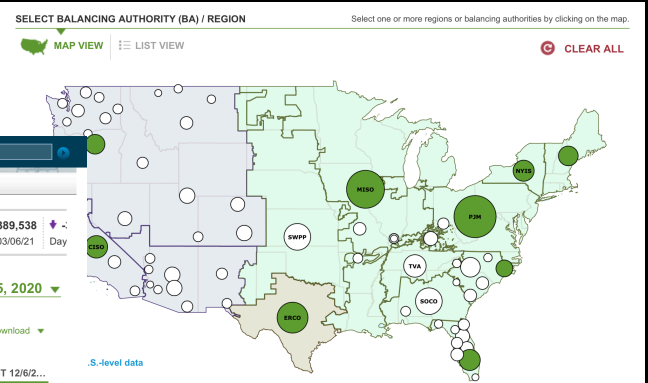 SELECT BALANCING AUTHORITY (BA) / REGION
Select one or more regions or balancing authorities by clicking on the map.
MAP VIEW
LIST VIEW
CLEAR ALL
NYIS
MISO
PJM
389,538
03/06/21 Day
CISO
SWPP
TVA
5, 2020
SOCO
ERCO
wnload
.S.-level data
T 12/6/2...